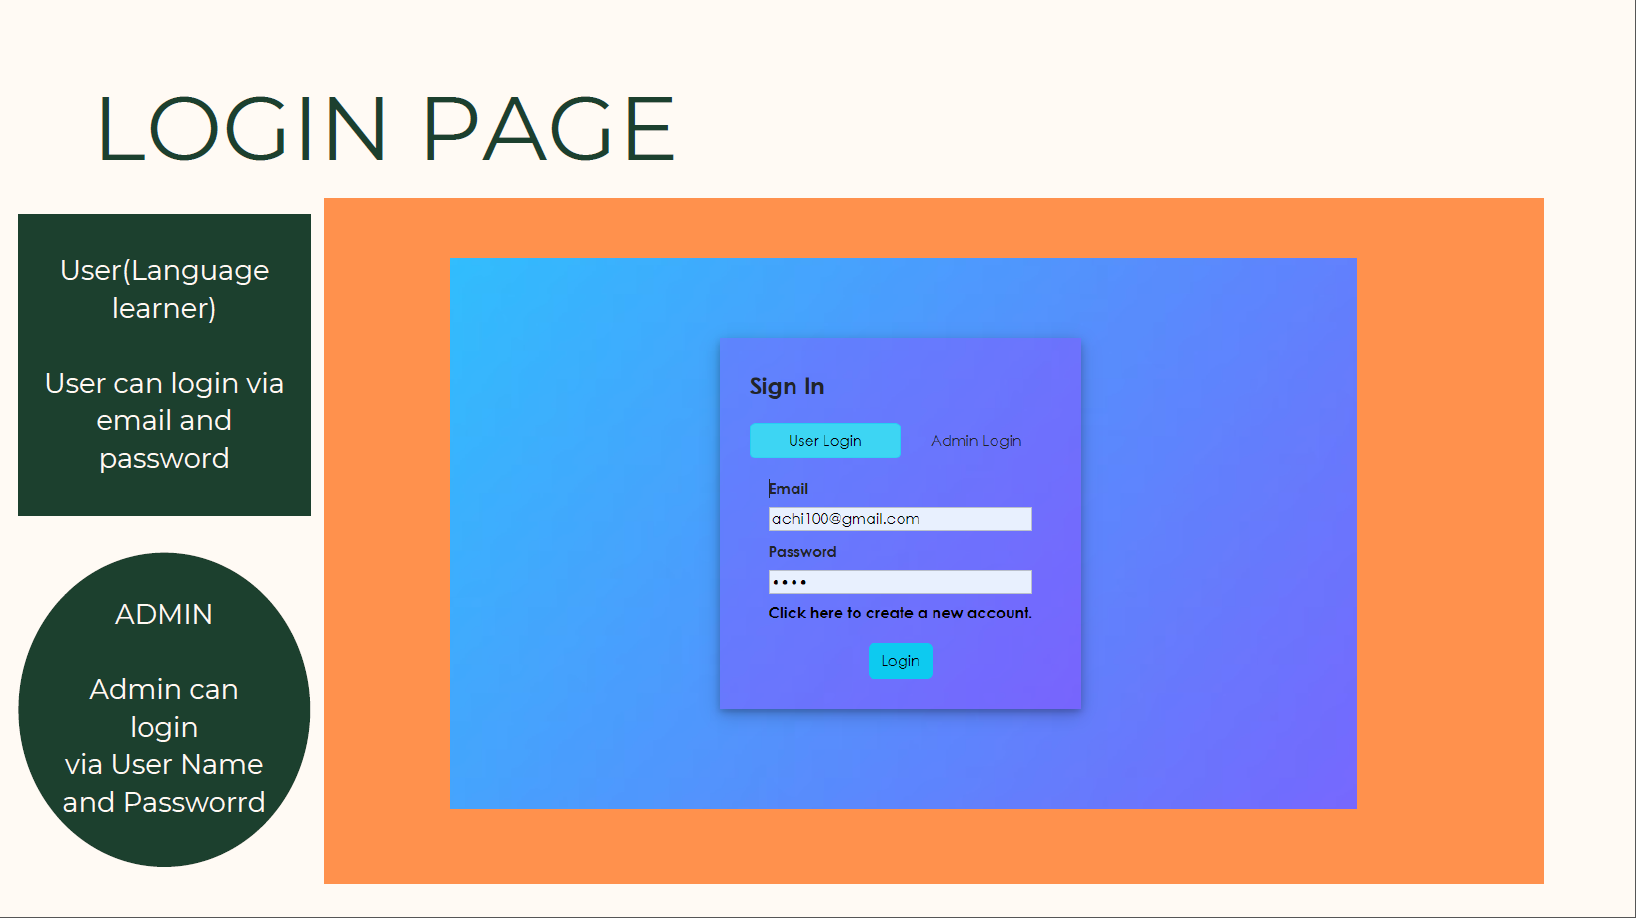 LOGIN PAGE
User(Language
learner)
User can login via
email and
password
ADMIN
Admin can
login
via User Name
and Passworrd
Sign In
User Login
Admin Login
Email
achi100@gmail.com
Password
••••
Click here to create a new account.
Login